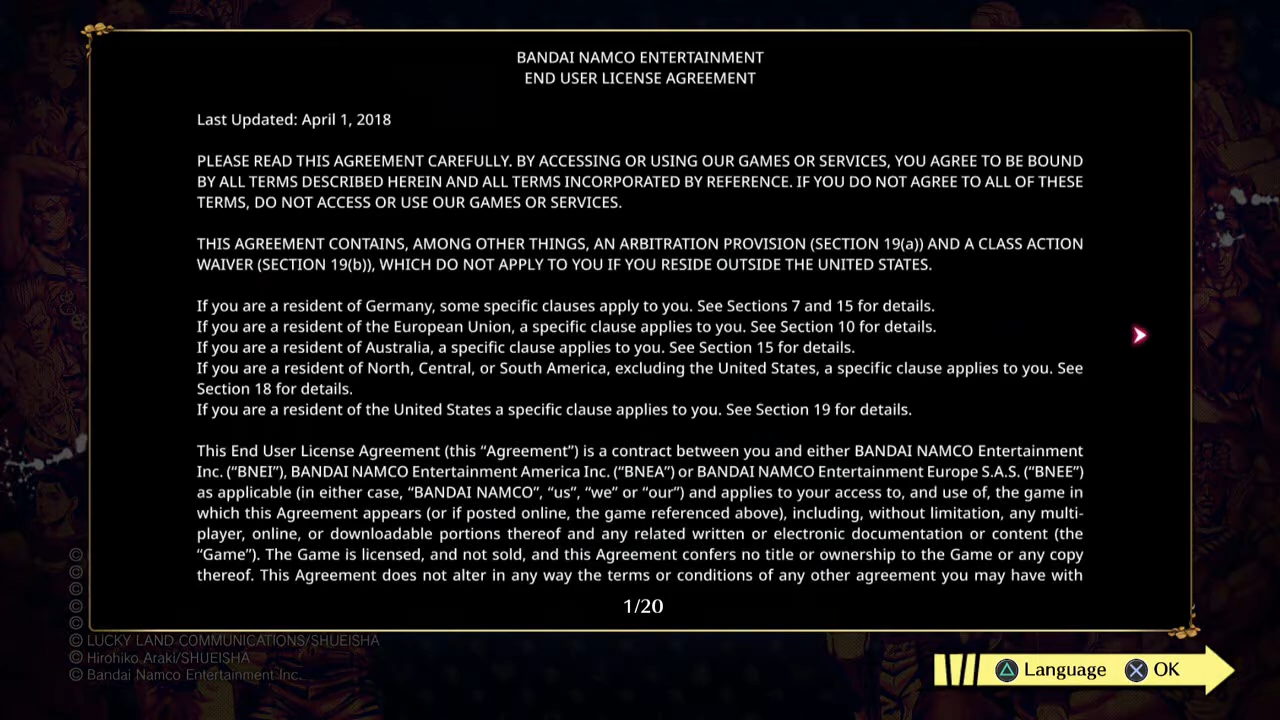 BANDAI NAMCO ENTERTAINMENT
END USER LICENSE AGREEMENT
Last Updated: April 1, 2018
PLEASE READ THIS AGREEMENT CAREFULLY. BY ACCESSING OR USING OUR GAMES OR SERVICES, YOU AGREE TO BE BOUND
BY ALL TERMS DESCRIBED HEREIN AND ALL TERMS INCORPORATED BY REFERENCE. IF YOU DO NOT AGREE TO ALL OF THESE
TERMS, DO NOT ACCESS OR USE OUR GAMES OR SERVICES.
THIS AGREEMENT CONTAINS, AMONG OTHER THINGS, AN ARBITRATION PROVISION (SECTION 19(a)) AND A CLASS ACTION
WAIVER (SECTION 19(b)), WHICH DO NOT APPLY TO YOU IF YOU RESIDE OUTSIDE THE UNITED STATES.
If you are a resident of Germany, some specific clauses apply to you. See Sections 7 and 15 for details.
If you are a resident of the European Union, a specific clause applies to you. See Section 10 for details.
If you are a resident of Australia, a specific clause applies to you. See Section 15 for details.
If you are a resident of North, Central, or South America, excluding the United States, a specific clause applies to you. See
Section 18 for details.
If you are a resident of the United States a specific clause applies to you. See Section 19 for details.
This End User License Agreement (this “Agreement”) is a contract between you and either BANDAI NAMCO Entertainment
Inc. (“BNEI”), BANDAI NAMCO Entertainment America Inc. (“BNEA”) or BANDAI NAMCO Entertainment Europe S.A.S. (“BNEE”)
as applicable (in either case, “BANDAI NAMCO”, “us”, “we” or “our”) and applies to your access to, and use of, the game in
which this Agreement appears (or if posted online, the game referenced above), including, without limitation, any multi-
player, online, or downloadable portions thereof and any related written or electronic documentation or content (the
“Game”). The Game is licensed, and not sold, and this Agreement confers no title or ownership to the Game or any copy
thereof. This Agreement does not alter in any way the terms or conditions of any other agreement you may have with
1/20
©
©
©
©
© LUCKY LAND COMMUNICATIONS/SHUEISHA
© Hirohiko Araki/SHUEISHA
© Bandai Namco Entertainment Inc.
Language OK